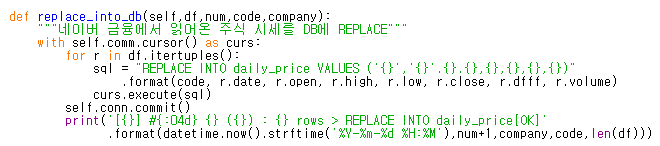 def replace_into_db(self,df,num,code,company):
    """네이버 금융에서 읽어온 주식 시세를 DB에 REPLACE"""
    with self.comm.cursor() as curs:
        for r in df.itertuples():
            sql = "REPLACE INTO daily_price VALUES ('{}','{}'.{}.{},{},{},{},{})"
                .format(code, r.date, r.open, r.high, r.low, r.close, r.dfff, r.volume)
            curs.execute(sql)
        self.conn.commit()
        print('[{}] #{:04d} {} ({}) : {} rows > REPLACE INTO daily_price[OK]'
              .format(datetime.now().strftime('%Y-%m-%d %H:%M'),num+1,company,code,len(df)))